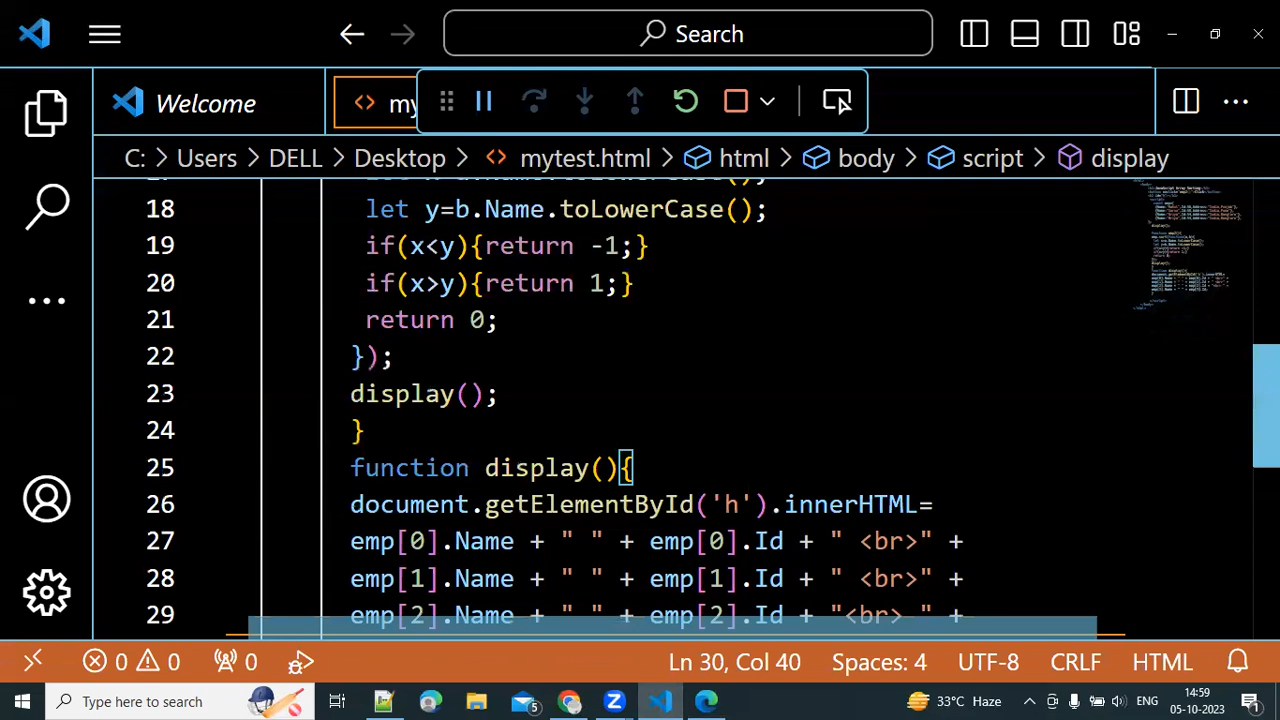 Search
Welcome
my
C: > Users > DELL > Desktop > mytest.html > html > body > script > display
18 let y=b.Name.toLowerCase();
19 if(x<y){return -1;}
20 if(x>y){return 1;}
21 return 0;
22 });
23 display();
24 }
25 function display(){
26 document.getElementById('h').innerHTML=
27 emp[0].Name + " " + emp[0].Id + " <br>" +
28 emp[1].Name + " " + emp[1].Id + " <br>" +
29 emp[2].Name + " " + emp[2].Id + "<br> " +
0 0 0 Ln 30, Col 40 Spaces: 4 UTF-8 CRLF HTML
Type here to search 5 33°C Haze ENG 14:59
05-10-2023 1